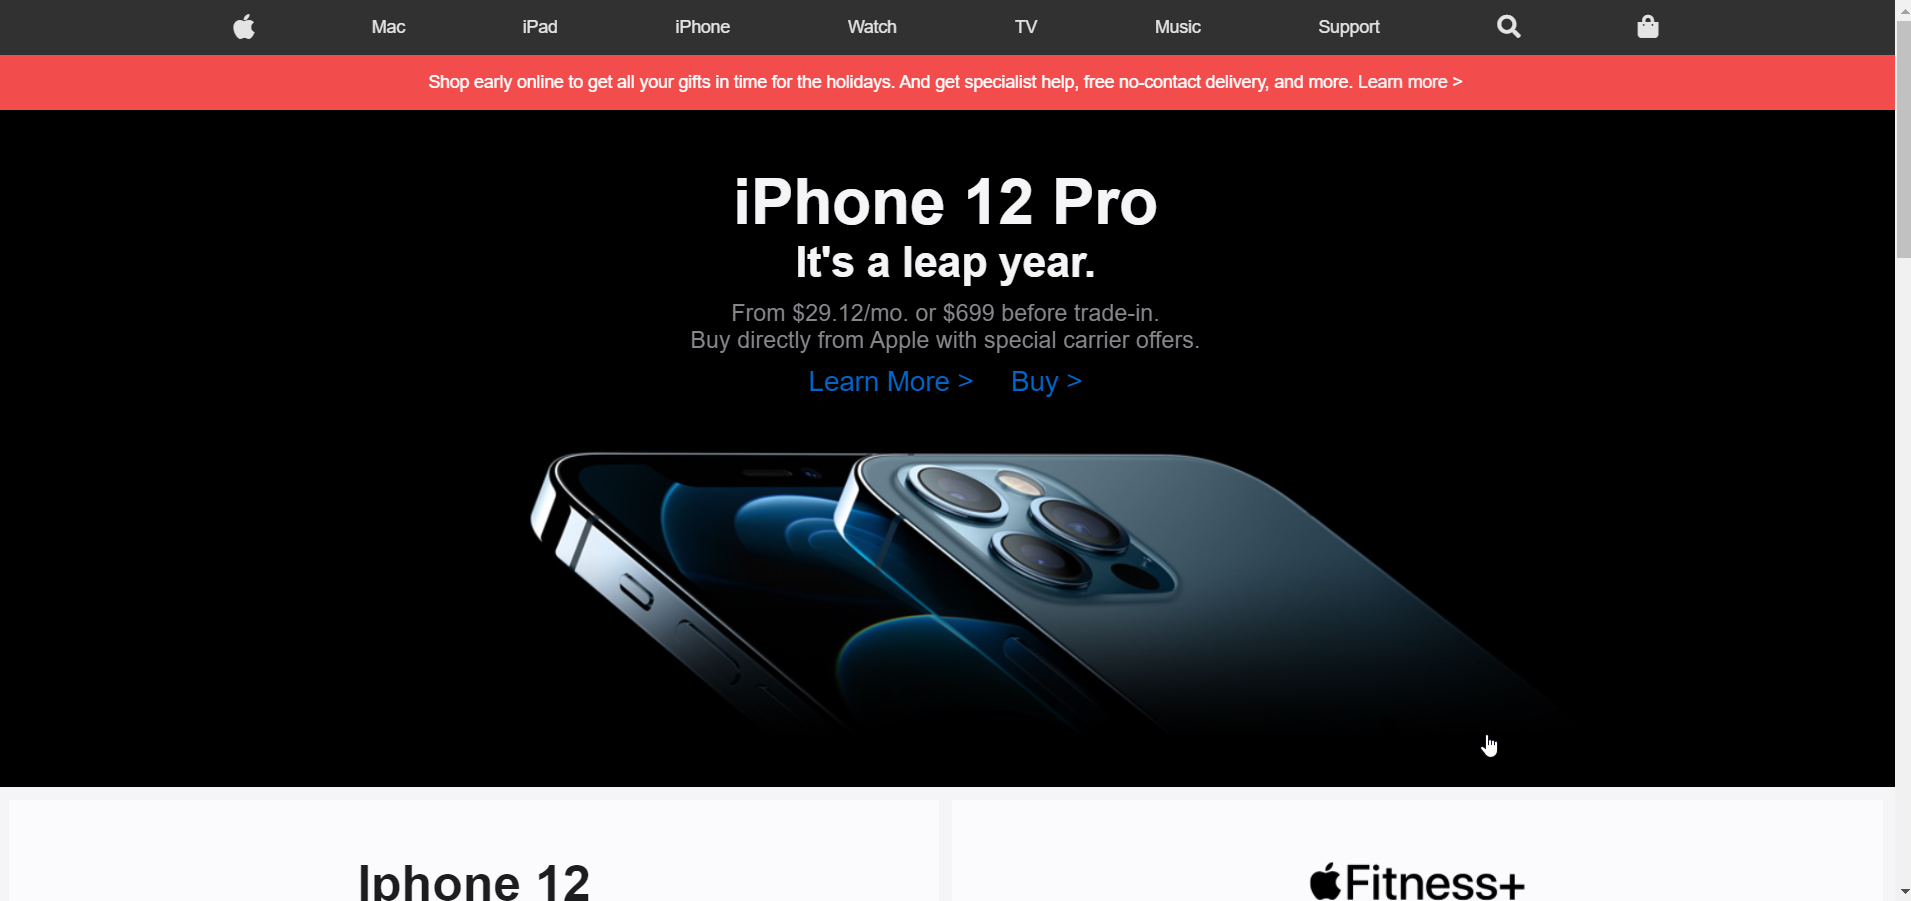 Mac iPad iPhone Watch TV Music Support
Shop early online to get all your gifts in time for the holidays. And get specialist help, free no-contact delivery, and more. Learn more >
iPhone 12 Pro
It's a leap year.
From $29.12/mo. or $699 before trade-in.
Buy directly from Apple with special carrier offers.
Learn More > Buy >
Iphone 12
Fitness+